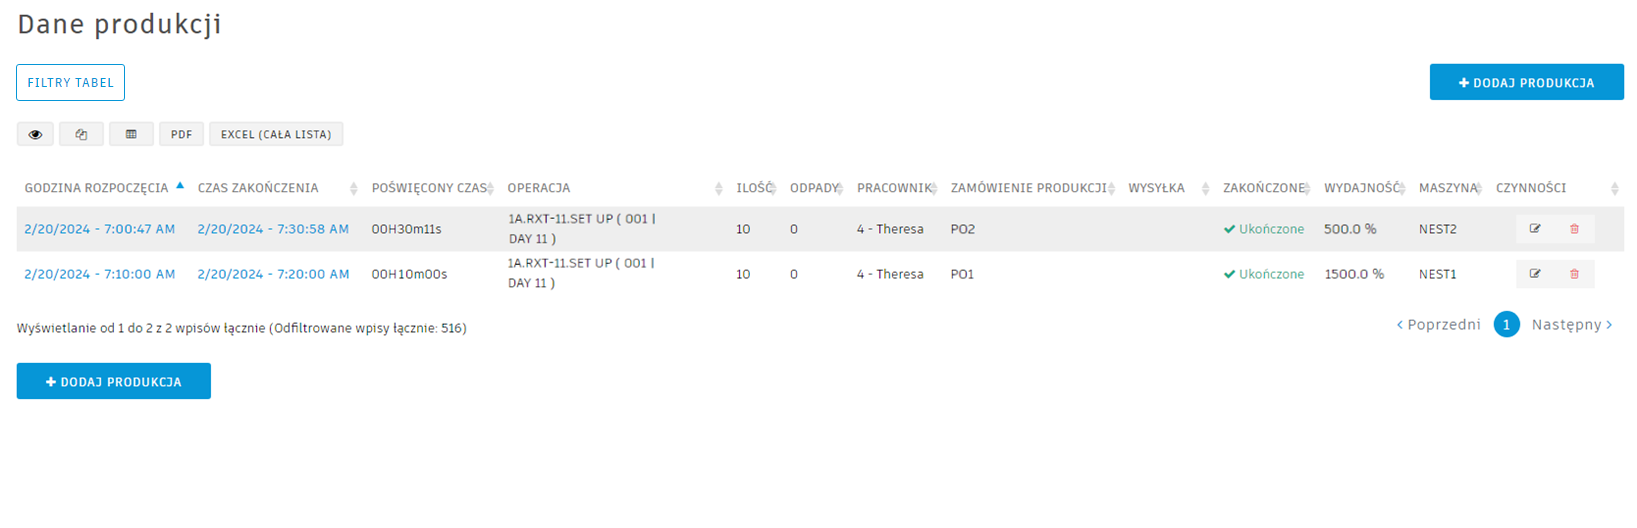 Dane produkcji
FILTRY TABEL
DODAJ PRODUKCJA
PDF
EXCEL (CAŁA LISTA)
GODZINA ROZPOCZĘCIA CZAS ZAKOŃCZENIA POŚWIĘCONY CZAS OPERACJA ILOŚĆ ODPADY PRACOWNIK ZAMÓWIENIE PRODUKCJI WYSYŁKA ZAKOŃCZONE WYDAJNOŚĆ MASZYNA CZYNNOŚCI
2/20/2024 - 7:00:47 AM 2/20/2024 - 7:30:58 AM 00H30m11s 1A.RXT-11.SET UP ( 001 | DAY 11 ) 10 0 4 - Theresa PO2 Ukończone 500.0 % NEST2
2/20/2024 - 7:10:00 AM 2/20/2024 - 7:20:00 AM 00H10m00s 1A.RXT-11.SET UP ( 001 | DAY 11 ) 10 0 4 - Theresa PO1 Ukończone 1500.0 % NEST1
Wyświetlanie od 1 do 2 z 2 wpisów łącznie (Odfiltrowane wpisy łącznie: 516)
Poprzedni 1 Następny
DODAJ PRODUKCJA